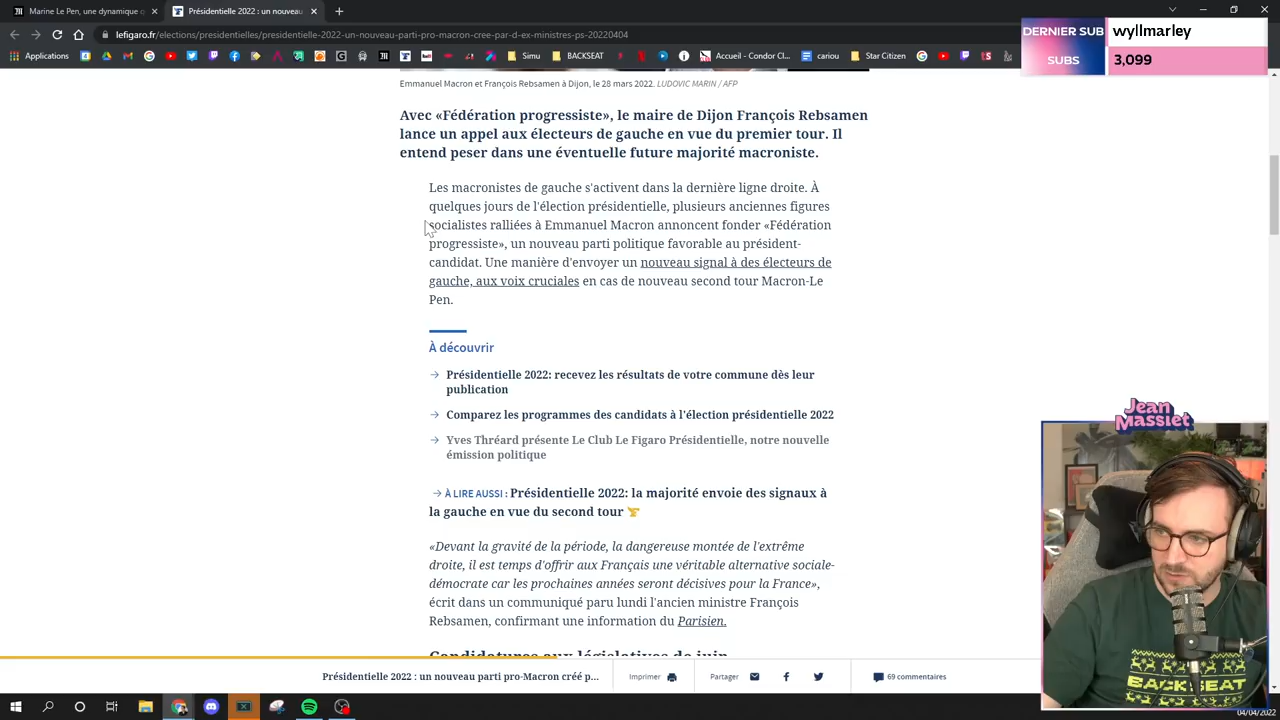 Marine Le Pen, une dynamique
Présidentielle 2022 : un nouveau
lefigaro.fr/elections/presidentielles/presidentielle-2022-un-nouveau-parti-pro-macron-cree-par-d-ex-ministres-ps-20220404
Applications
Simu
BACKSEAT
Accueil - Condor Cl...
cariou
Star Citizen
Google
DERNIER SUB
wyllmarley
SUBS
3,099
Emmanuel Macron et François Rebsamen à Dijon, le 28 mars 2022. LUDOVIC MARIN / AFP
Avec «Fédération progressiste», le maire de Dijon François Rebsamen
lance un appel aux électeurs de gauche en vue du premier tour. Il
entend peser dans une éventuelle future majorité macroniste.
Les macronistes de gauche s'activent dans la dernière ligne droite. À
quelques jours de l'élection présidentielle, plusieurs anciennes figures
socialistes ralliées à Emmanuel Macron annoncent fonder «Fédération
progressiste», un nouveau parti politique favorable au président-
candidat. Une manière d'envoyer un nouveau signal à des électeurs de
gauche, aux voix cruciales en cas de nouveau second tour Macron-Le
Pen.
À découvrir
→ Présidentielle 2022: recevez les résultats de votre commune dès leur
publication
→ Comparez les programmes des candidats à l'élection présidentielle 2022
→ Yves Thréard présente Le Club Le Figaro Présidentielle, notre nouvelle
émission politique
→ À LIRE AUSSI : Présidentielle 2022: la majorité envoie des signaux à
la gauche en vue du second tour
«Devant la gravité de la période, la dangereuse montée de l'extrême
droite, il est temps d'offrir aux Français une véritable alternative sociale-
démocrate car les prochaines années seront décisives pour la France»,
écrit dans un communiqué paru lundi l'ancien ministre François
Rebsamen, confirmant une information du Parisien.
Candidatures aux législatives de juin
Présidentielle 2022 : un nouveau parti pro-Macron créé p...
Imprimer
Partager
69 commentaires
Jean
Massiet
BACKSEAT
04/04/2022